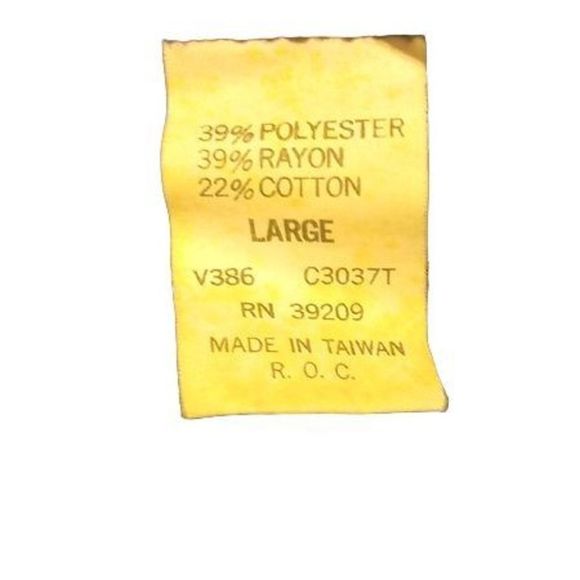 39% POLYESTER
39% RAYON
22% COTTON
LARGE
V386 C3037T
RN 39209
MADE IN TAIWAN
R. O. C.